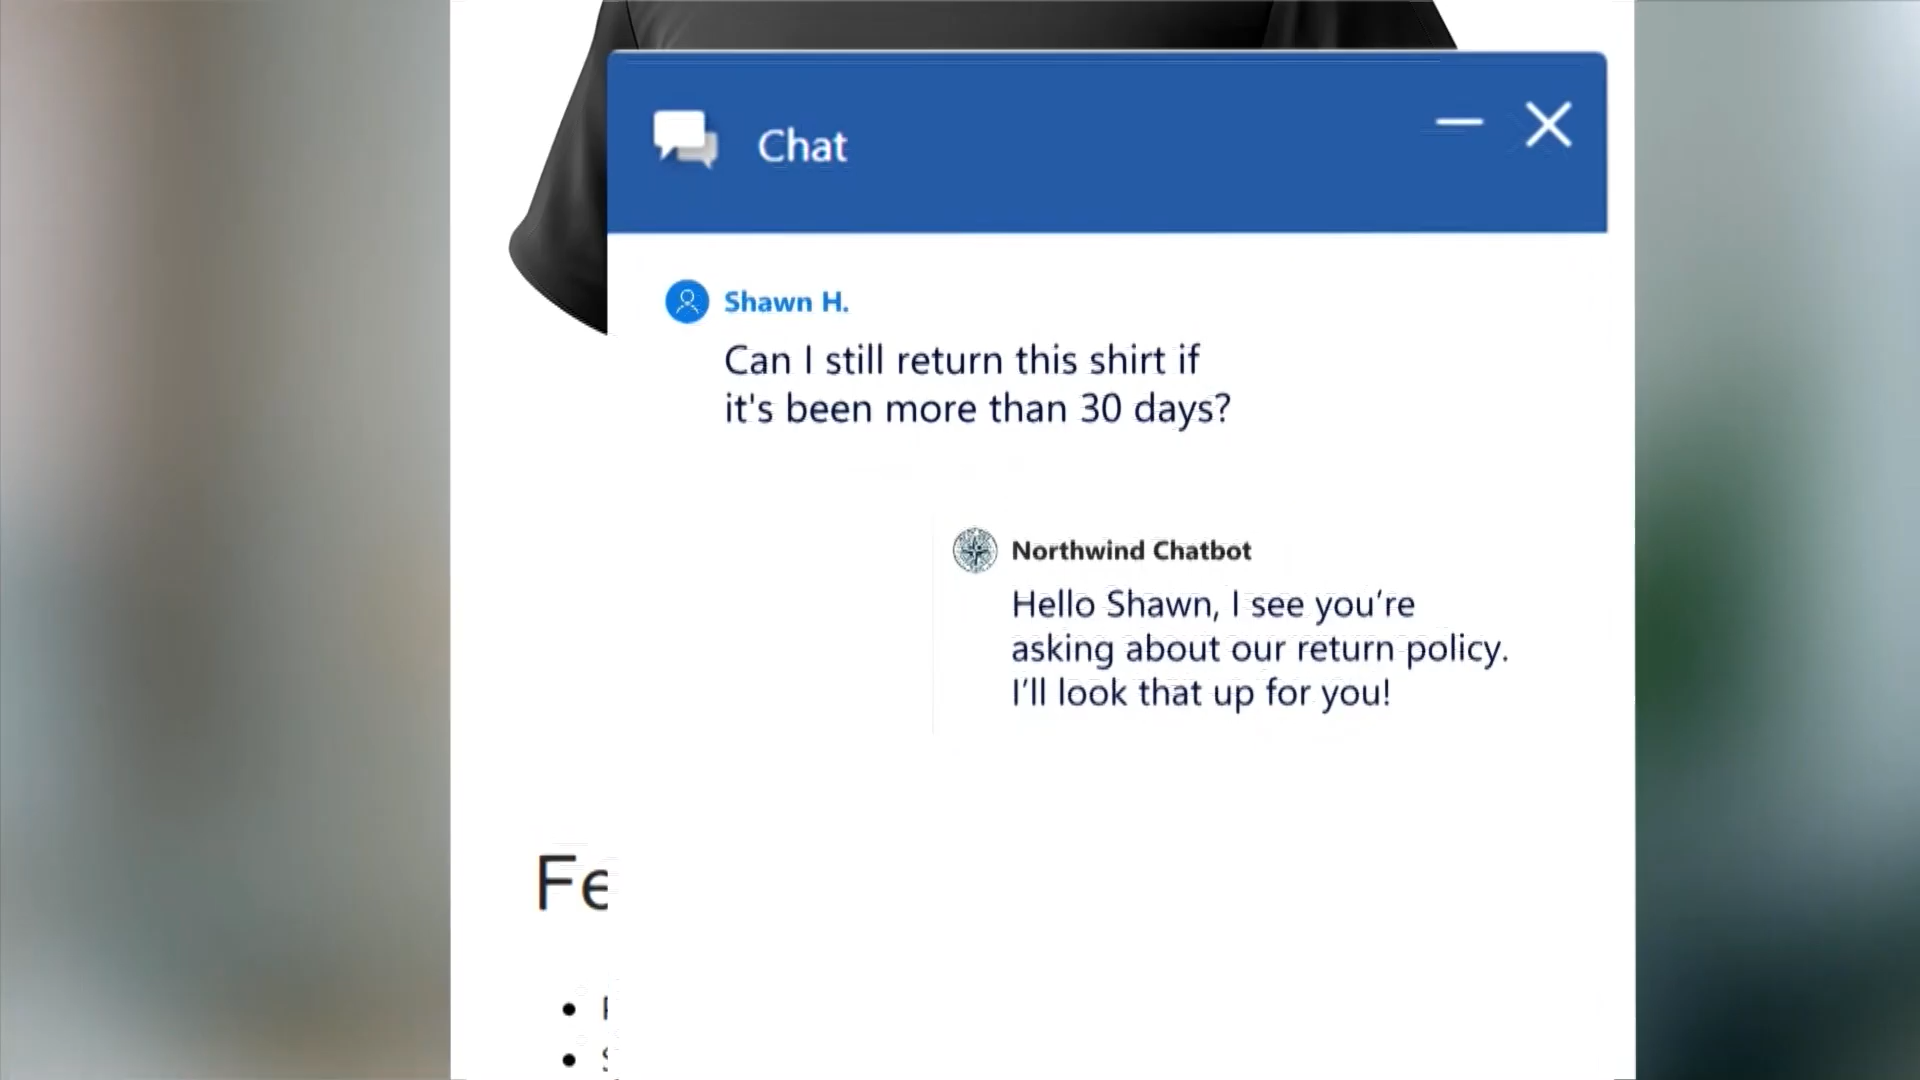 Chat
Shawn H.
Can I still return this shirt if
it's been more than 30 days?
Northwind Chatbot
Hello Shawn, I see you’re
asking about our return policy.
I’ll look that up for you!
Fe